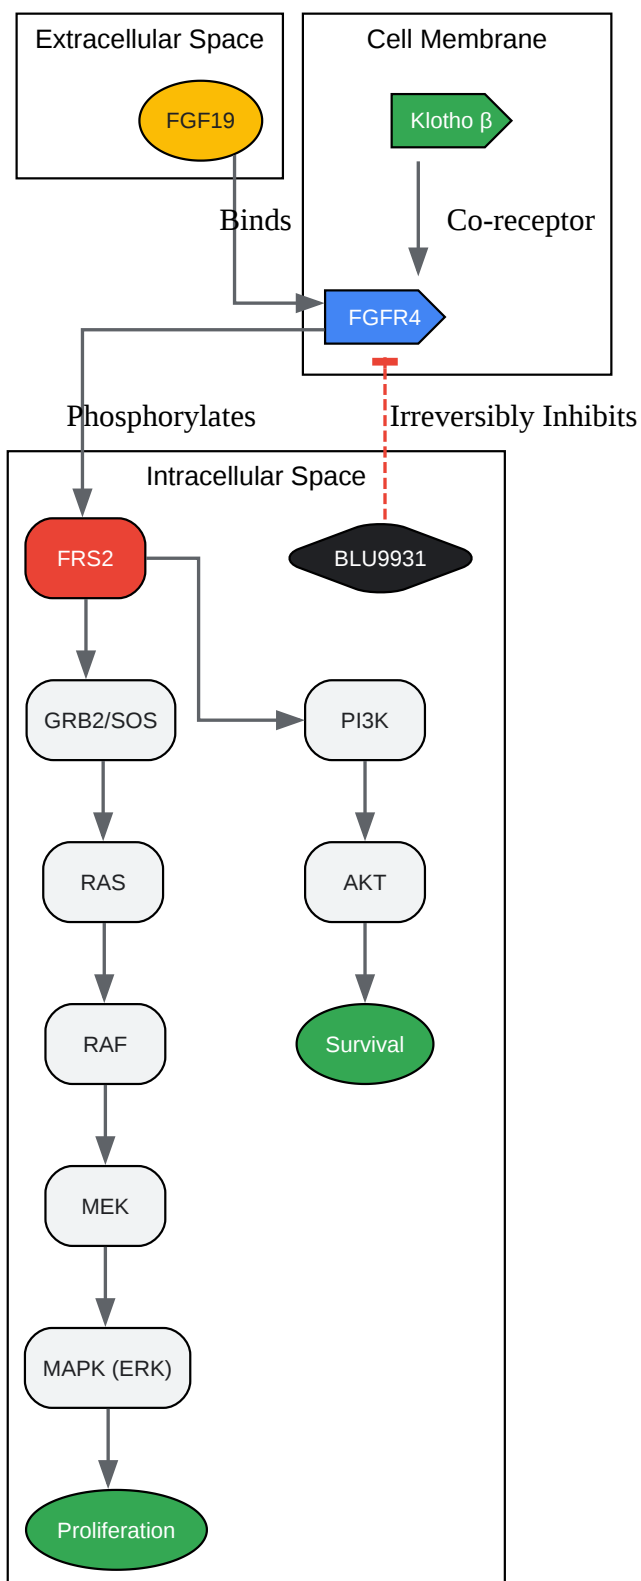 Extracellular Space
Cell Membrane
FGF19
Klotho β
Binds
Co-receptor
FGFR4
Phosphorylates
Irreversibly Inhibits
Intracellular Space
FRS2
BLU9931
GRB2/SOS
PI3K
RAS
AKT
RAF
Survival
MEK
MAPK (ERK)
Proliferation